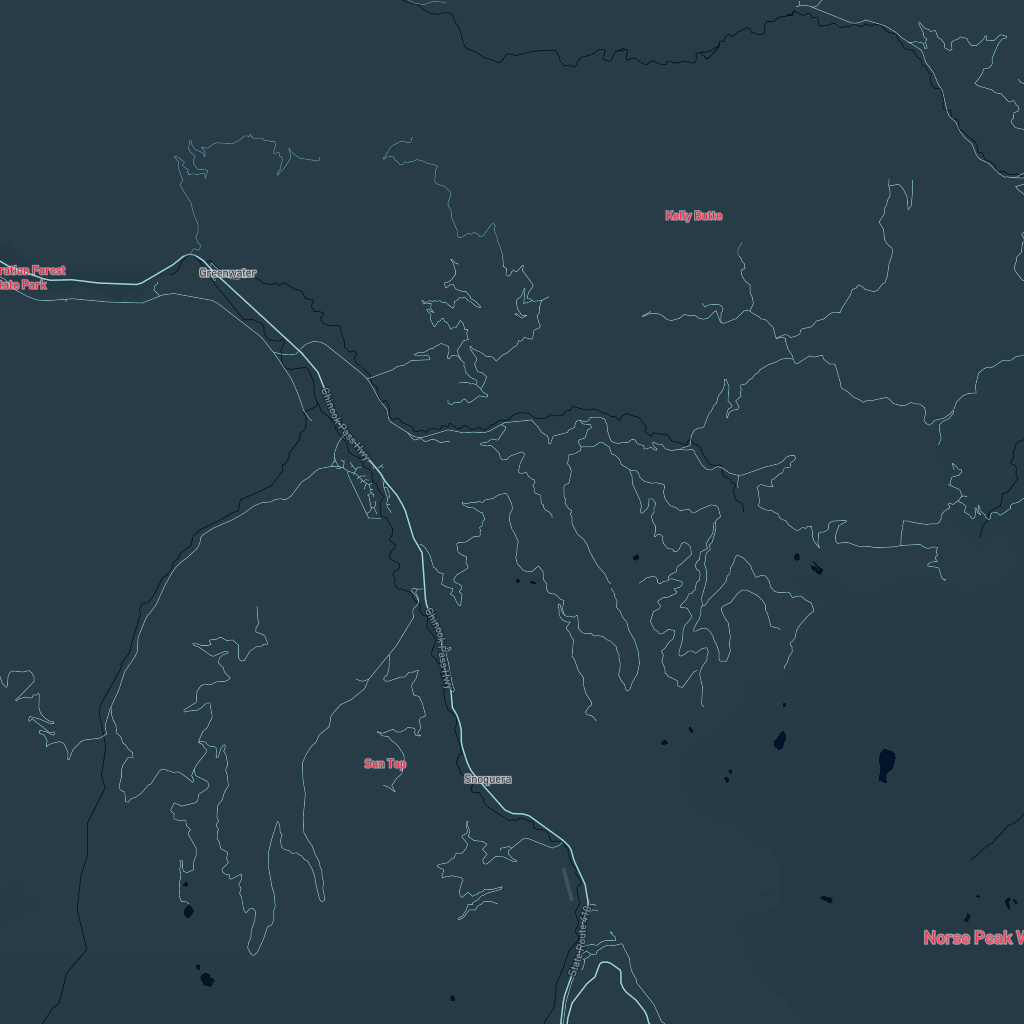 Kelly Butte
ration Forest
tate Park
Greenwater
Chinook Pass Hwy
Chinook Pass Hwy
Sun Top
Snoquera
State Route 410
Norse Peak W